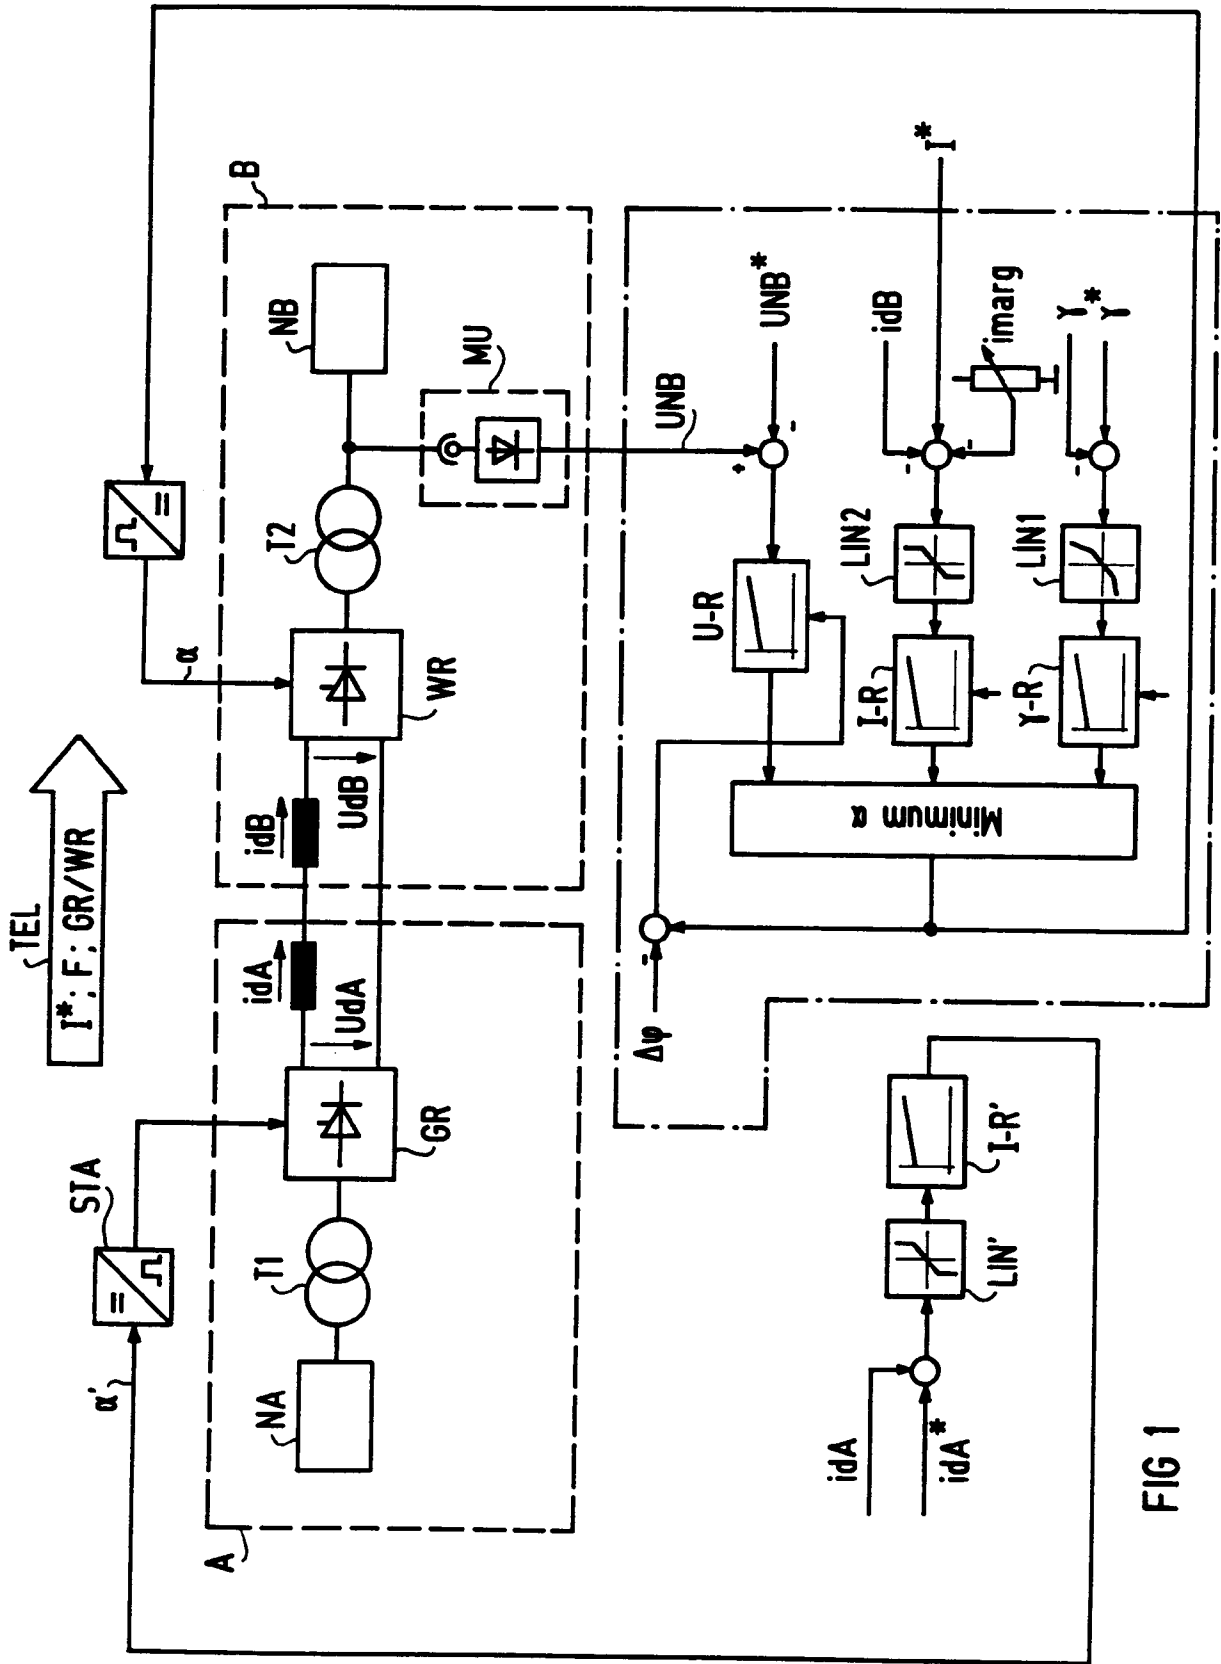 TEL
I*; F; GR/WR
α'
STA
α
A
B
NA
T1
GR
idA
UdA
idB
UdB
WR
T2
NB
MU
UNB
UNB*
+
-
U-R
Δφ
-
Minimum α
I-R
LIN2
idB
I*
-
-
imarg
γ-R
LIN1
γ*
γ
-
idA
idA*
LIN'
I-R'
FIG 1